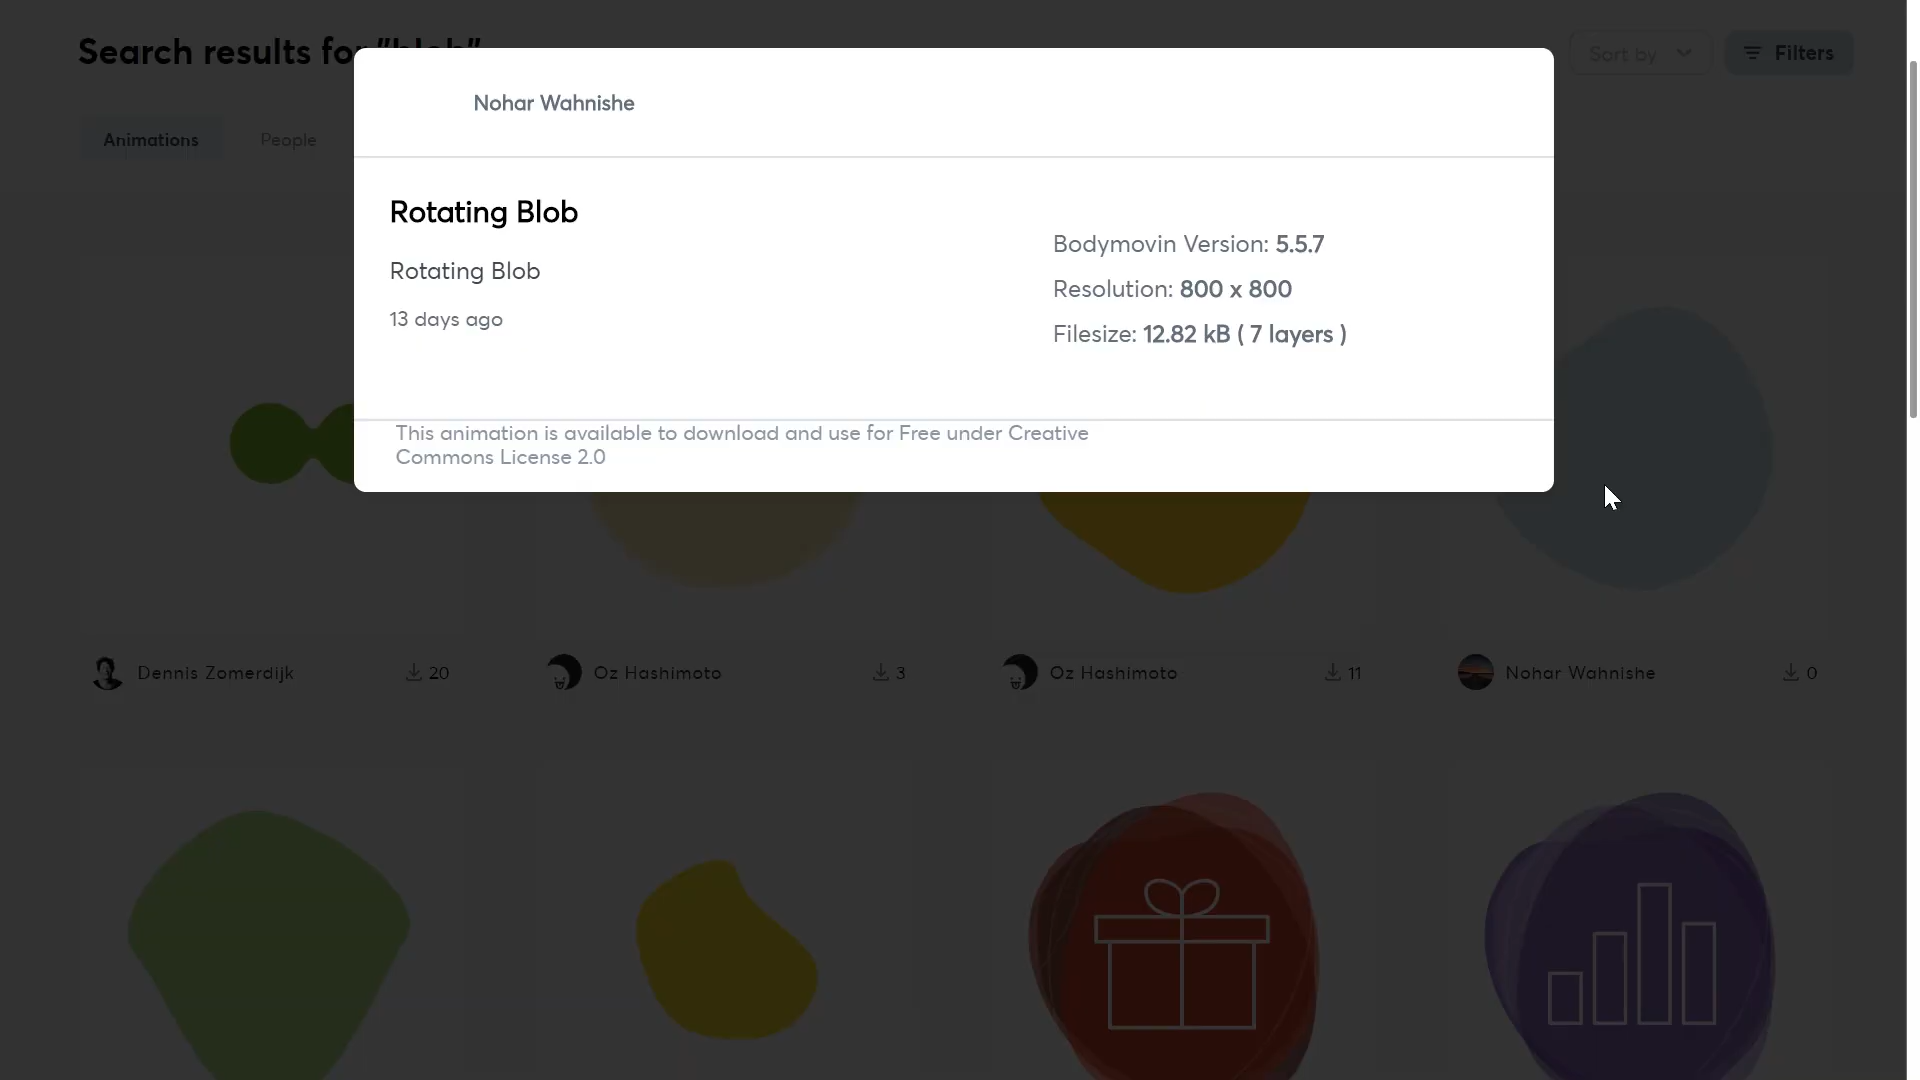 Search results for "blob"
Sort by
Filters
Animations
People
Nohar Wahnishe
Rotating Blob
Rotating Blob
13 days ago
Bodymovin Version: 5.5.7
Resolution: 800 x 800
Filesize: 12.82 kB ( 7 layers )
This animation is available to download and use for Free under Creative
Commons License 2.0
Dennis Zomerdijk
20
Oz Hashimoto
3
Oz Hashimoto
11
Nohar Wahnishe
0